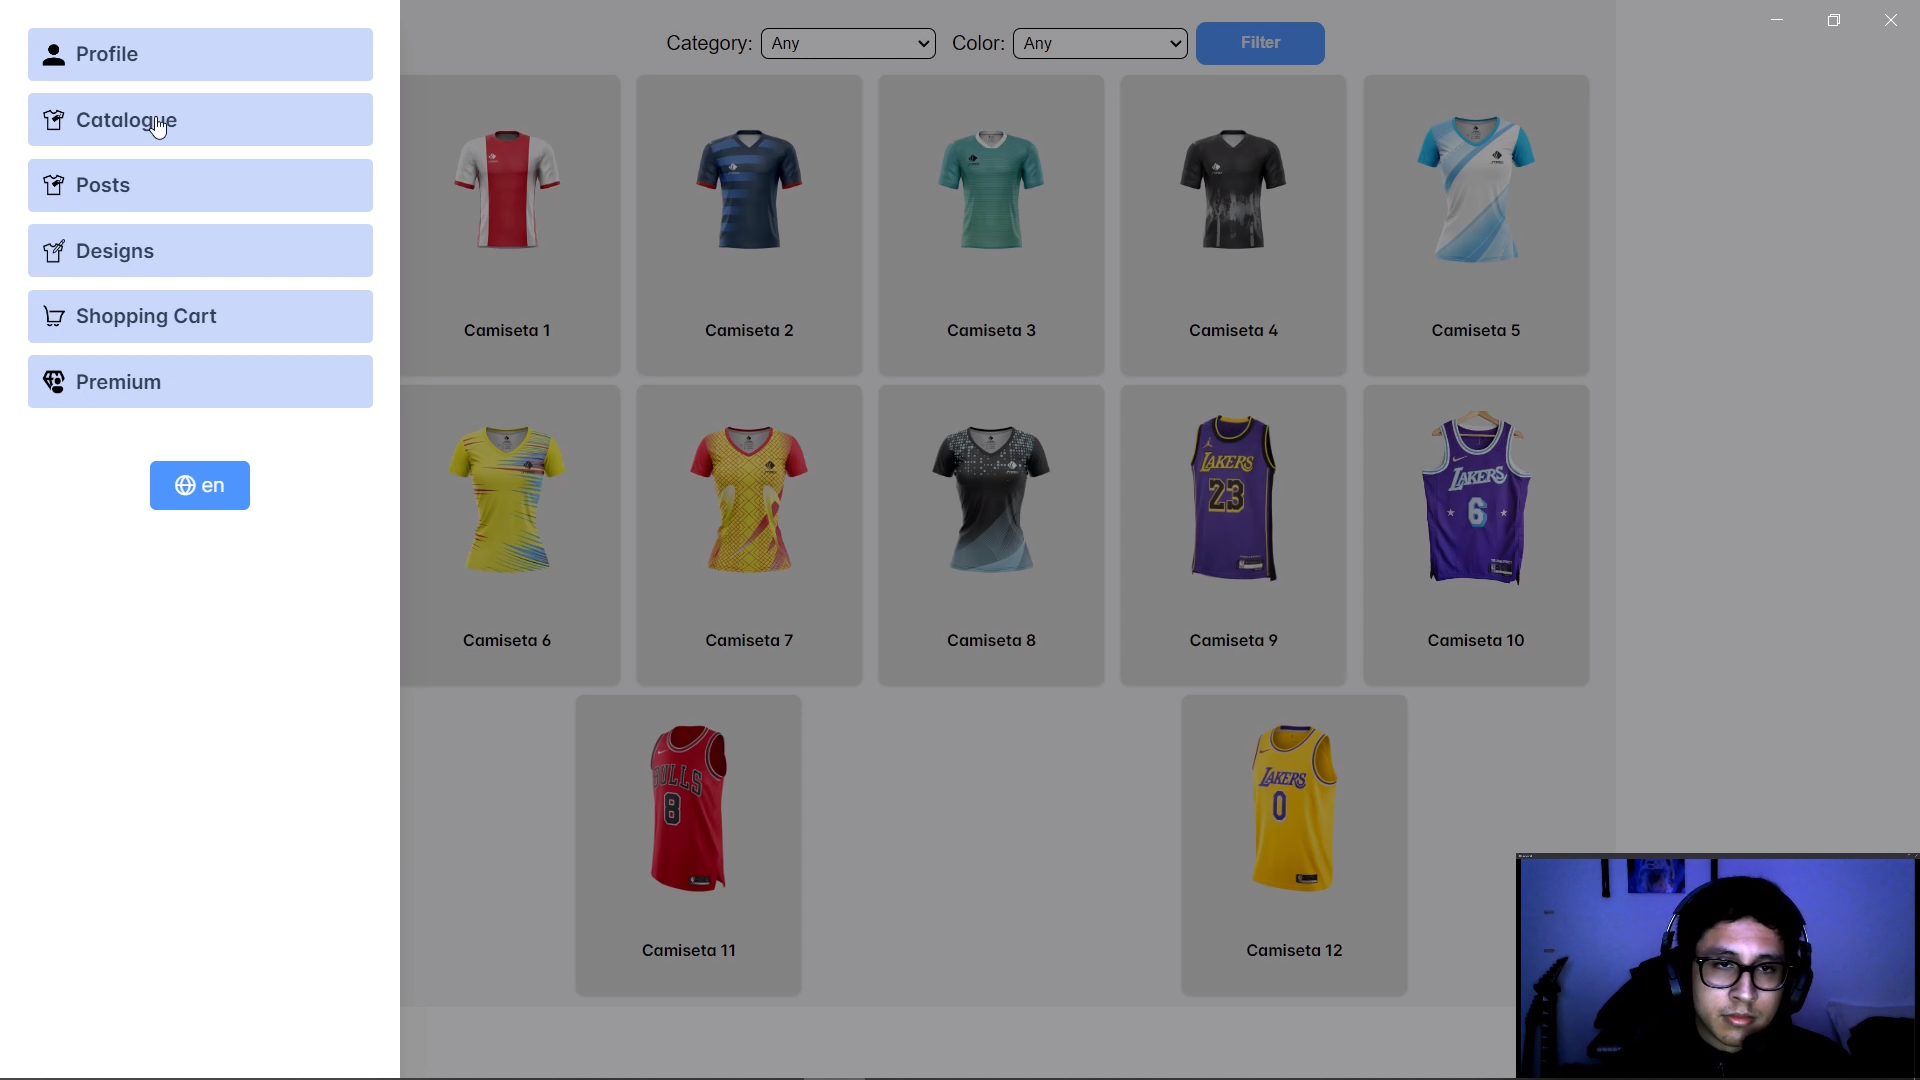 Profile
Catalogue
Posts
Designs
Shopping Cart
Premium
en
Category: Any Color: Any Filter
Camiseta 1
Camiseta 2
Camiseta 3
Camiseta 4
Camiseta 5
LAKERS
23
LAKERS
6
Camiseta 6
Camiseta 7
Camiseta 8
Camiseta 9
Camiseta 10
BULLS
8
LAKERS
0
Camiseta 11
Camiseta 12